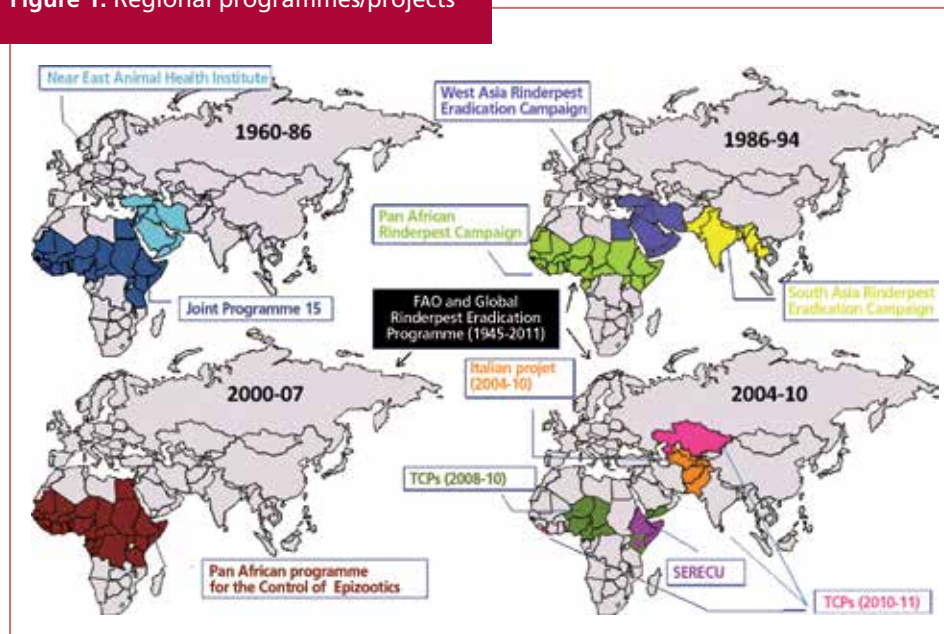 Figure 1. Regional programmes/projects
Near East Animal Health Institute
1960-86
Joint Programme 15
West Asia Rinderpest
Eradication Campaign
1986-94
Pan African
Rinderpest Campaign
South Asia Rinderpest
Eradication Campaign
FAO and Global
Rinderpest Eradication
Programme (1945-2011)
2000-07
Pan African programme
for the Control of Epizootics
Italian projet
(2004-10)
2004-10
TCPs (2008-10)
SERECU
TCPs (2010-11)